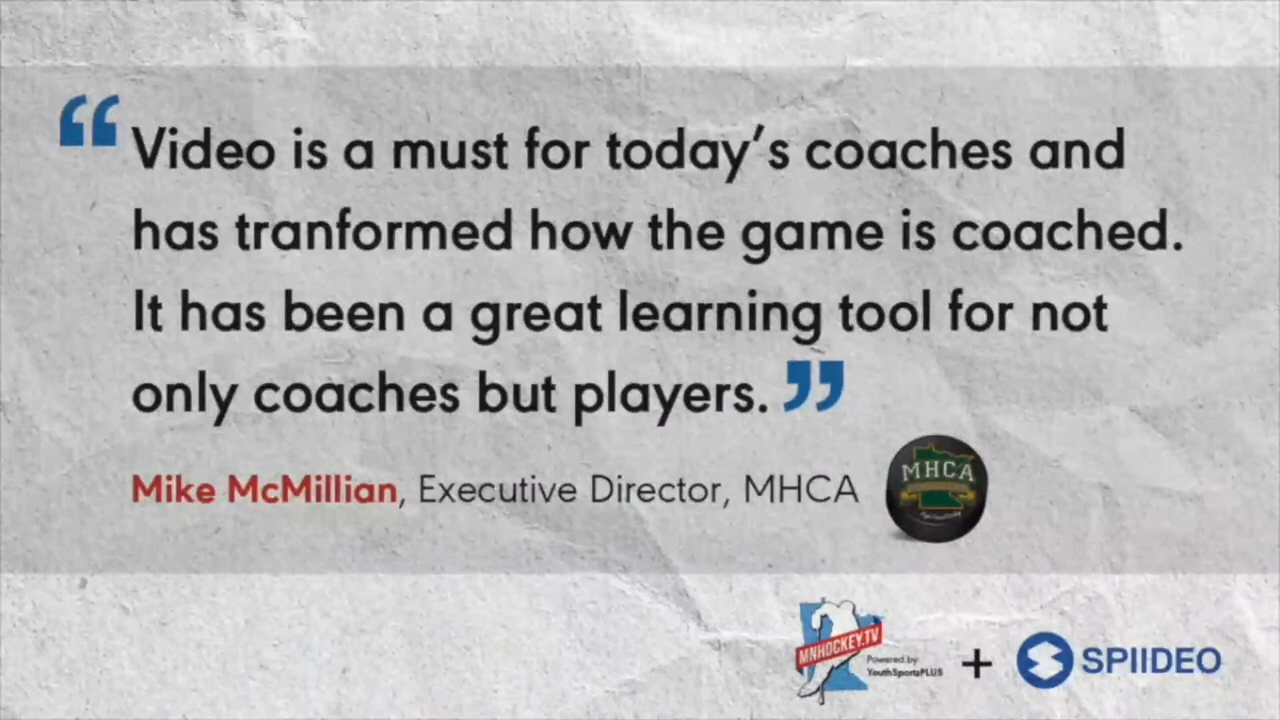 “Video is a must for today’s coaches and
has tranformed how the game is coached.
It has been a great learning tool for not
only coaches but players.”
Mike McMillian, Executive Director, MHCA
MHCA
MNHOCKEY.TV
Powered by
YouthSportsPLUS
+
SPIIDEO